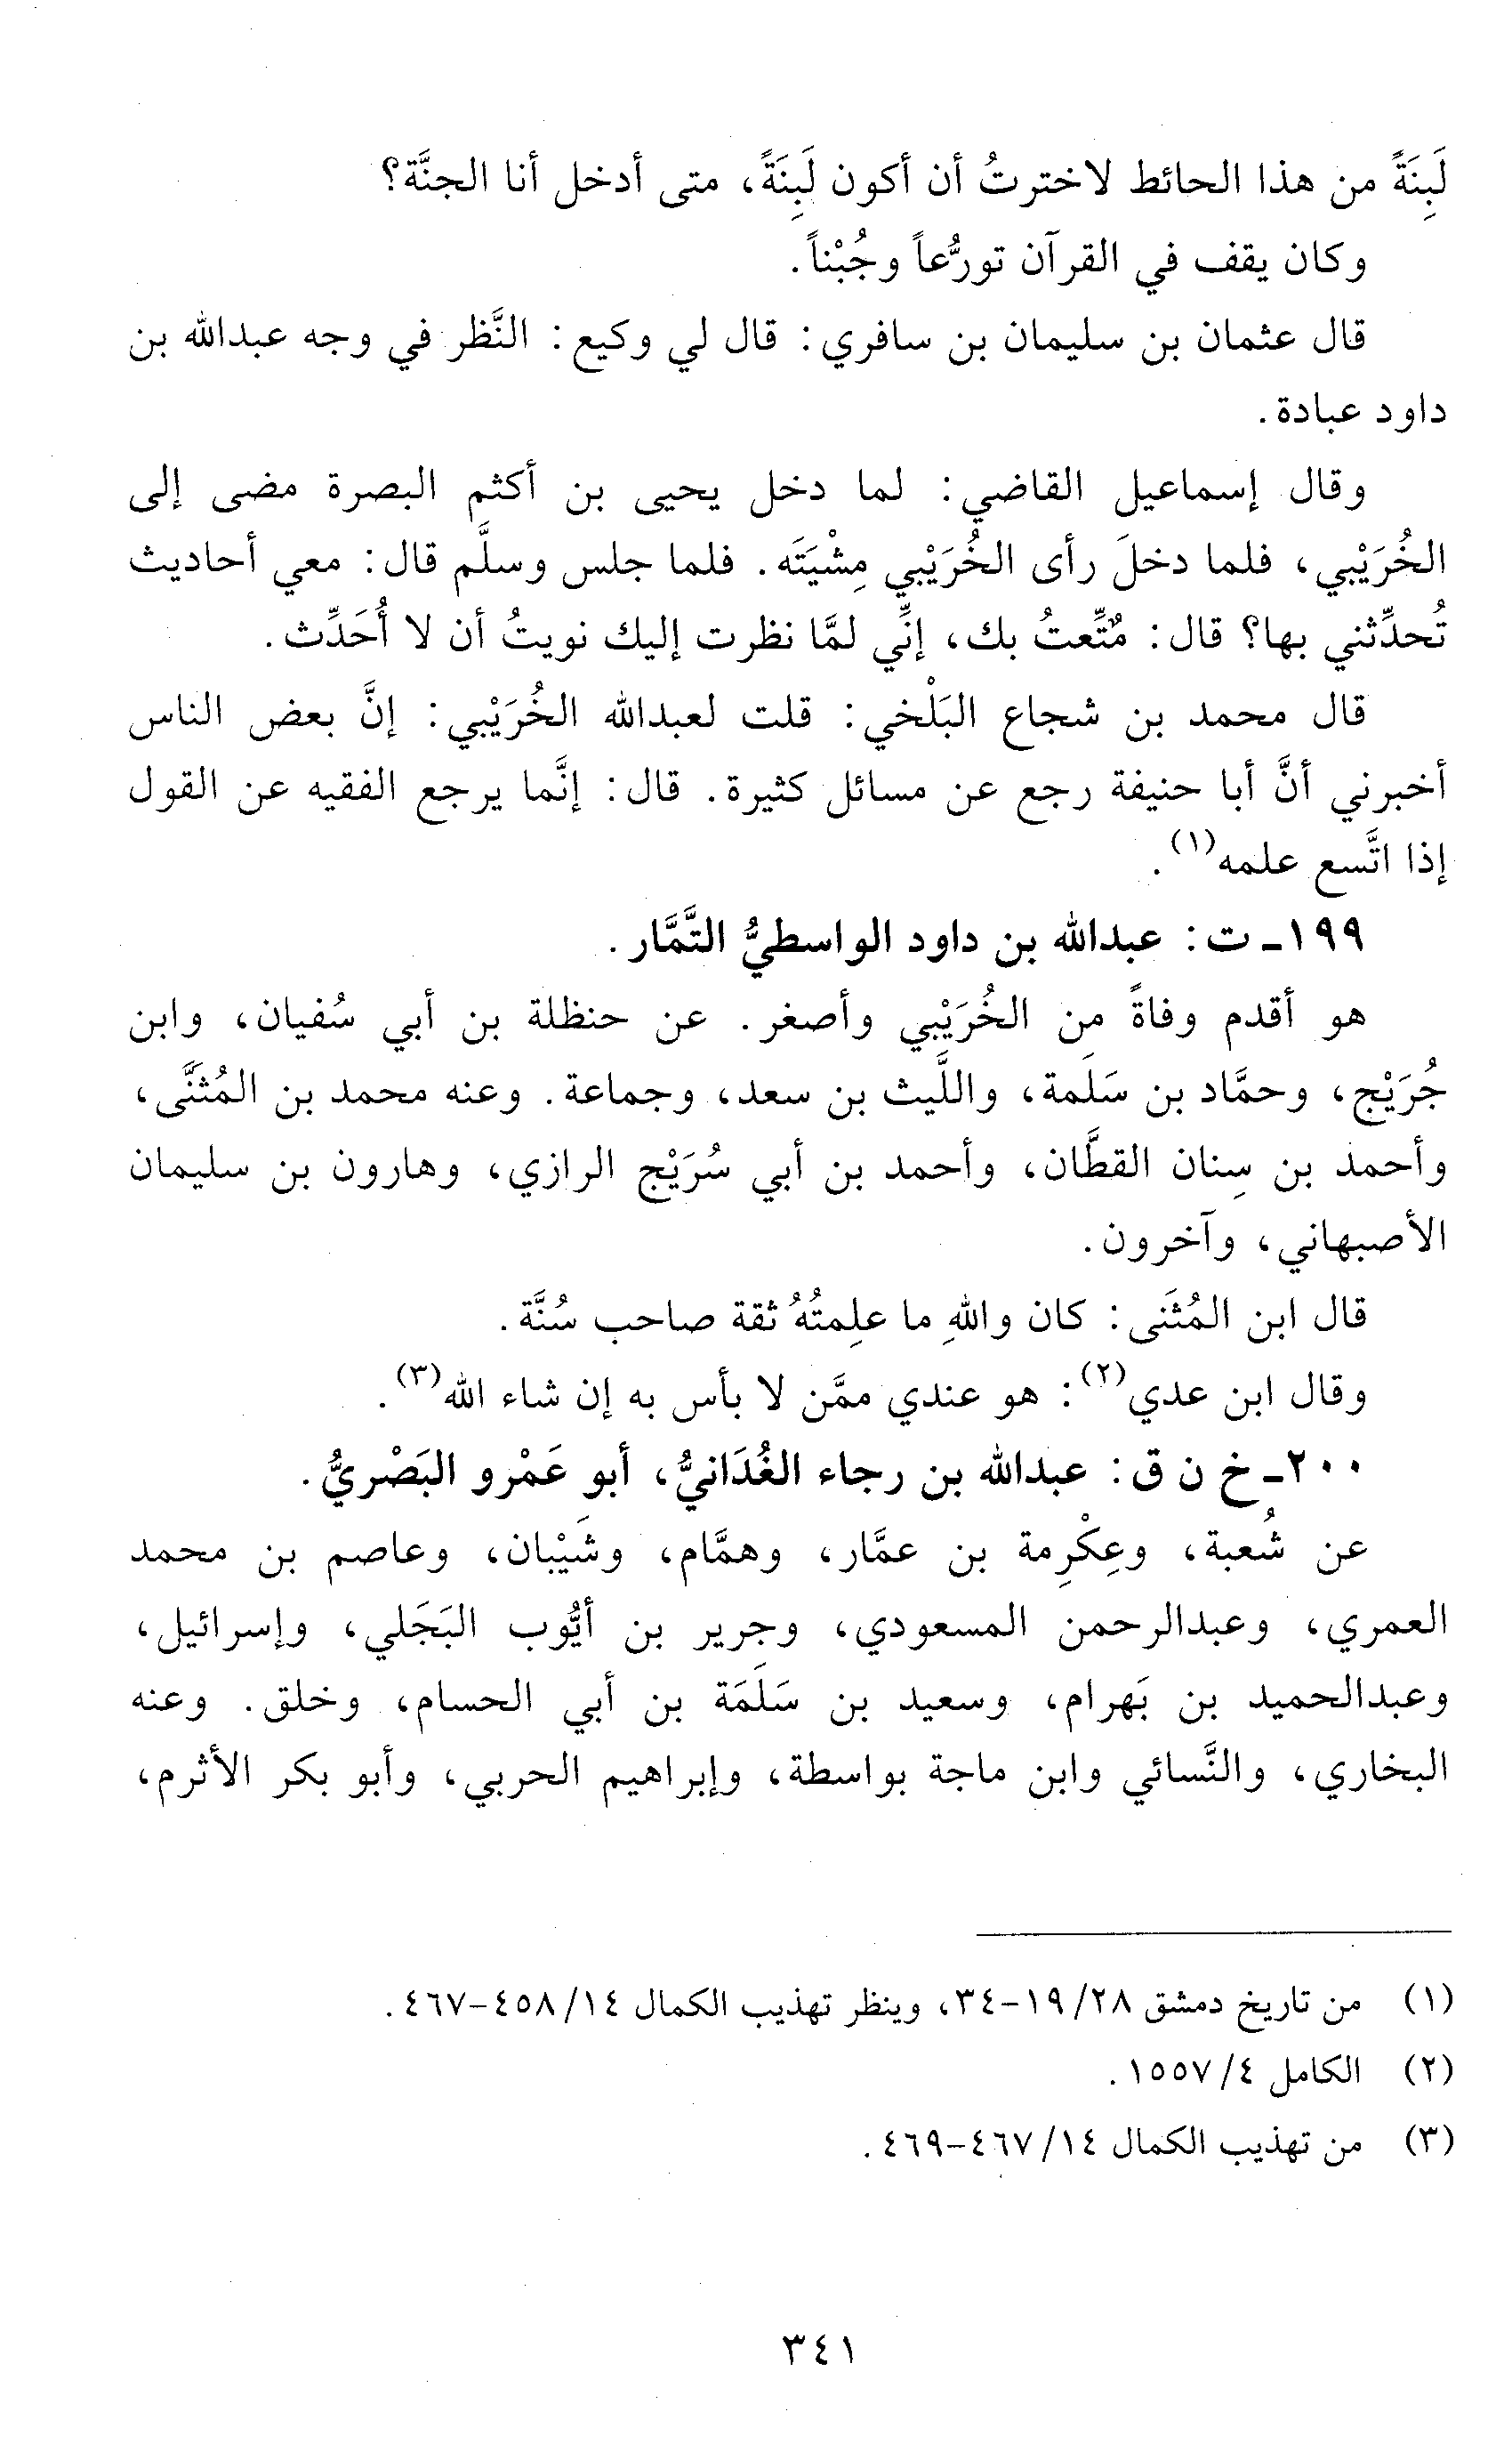 لَبِنَةً من هذا الحائط لاخترتُ أن أكون لَبِنَةً، متى أدخل أنا الجنَّة؟
وكان يقف في القرآن تورُّعاً وجُبْناً.
قال عثمان بن سليمان بن سافري: قال لي وكيع: النَّظر في وجه عبدالله بن
داود عبادة.
وقال إسماعيل القاضي: لما دخل يحيى بن أكثم البصرة مضى إلى
الخُرَيْبي، فلما دخلَ رأى الخُرَيْبي مِشْيَتَه. فلما جلس وسلَّم قال: معي أحاديث
تُحدِّثني بها؟ قال: مُتِّعتُ بك، إنِّي لمَّا نظرت إليك نويتُ أن لا أُحَدِّث.
قال محمد بن شجاع البَلْخي: قلت لعبدالله الخُرَيْبي: إنَّ بعض الناس
أخبرني أنَّ أبا حنيفة رجع عن مسائل كثيرة. قال: إنَّما يرجع الفقيه عن القول
إذا اتَّسع علمه(١).
١٩٩ـ ت: عبدالله بن داود الواسطيُّ التَّمَّار.
هو أقدم وفاةً من الخُرَيْبي وأصغر. عن حنظلة بن أبي سُفيان، وابن
جُرَيْج، وحمَّاد بن سَلَمة، واللَّيث بن سعد، وجماعة. وعنه محمد بن المُثنَّى،
وأحمد بن سِنان القطَّان، وأحمد بن أبي سُرَيْج الرازي، وهارون بن سليمان
الأصبهاني، وآخرون.
قال ابن المُثَنى: كان واللهِ ما علِمتُهُ ثقة صاحب سُنَّة.
وقال ابن عدي(٢): هو عندي ممَّن لا بأس به إن شاء الله(٣).
٢٠٠ـ خ ن ق: عبدالله بن رجاء الغُدَانيُّ، أبو عَمْرو البَصْريُّ.
عن شُعبة، وعِكْرِمة بن عمَّار، وهمَّام، وشَيْبان، وعاصم بن محمد
العمري، وعبدالرحمن المسعودي، وجرير بن أيُّوب البَجَلي، وإسرائيل،
وعبدالحميد بن بَهرام، وسعيد بن سَلَمَة بن أبي الحسام، وخلق. وعنه
البخاري، والنَّسائي وابن ماجة بواسطة، وإبراهيم الحربي، وأبو بكر الأثرم،
(١) من تاريخ دمشق ٢٨/ ١٩-٣٤، وينظر تهذيب الكمال ١٤/ ٤٥٨-٤٦٧.
(٢) الكامل ٤/ ١٥٥٧.
(٣) من تهذيب الكمال ١٤/ ٤٦٧-٤٦٩.
٣٤١